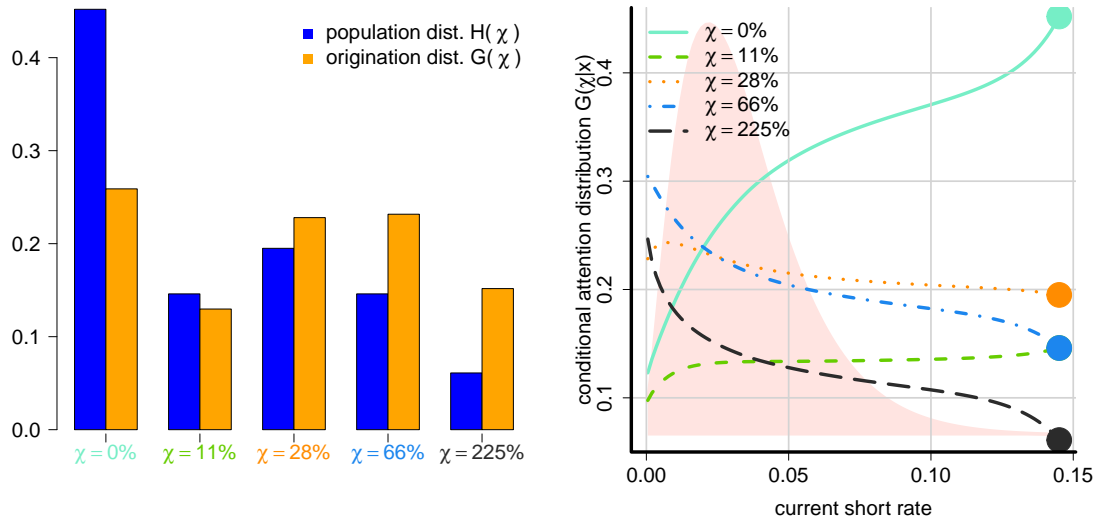 population dist. H( χ )
origination dist. G( χ )
0.4
0.3
0.2
0.1
0.0
χ = 0%
χ = 11%
χ = 28%
χ = 66%
χ = 225%
conditional attention distribution G(χ|x)
0.4
0.3
0.2
0.1
χ = 0%
χ = 11%
χ = 28%
χ = 66%
χ = 225%
0.00
0.05
0.10
0.15
current short rate